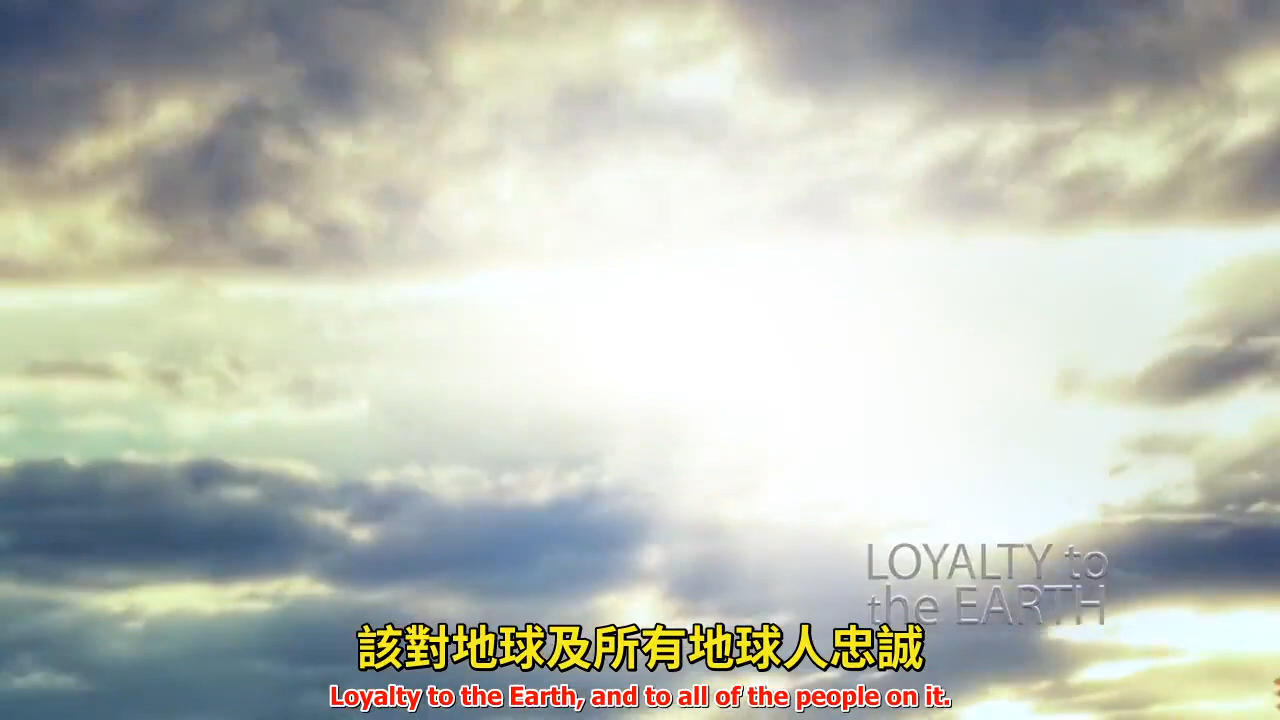 LOYALTY to
the EARTH
該對地球及所有地球人忠誠
Loyalty to the Earth, and to all of the people on it.